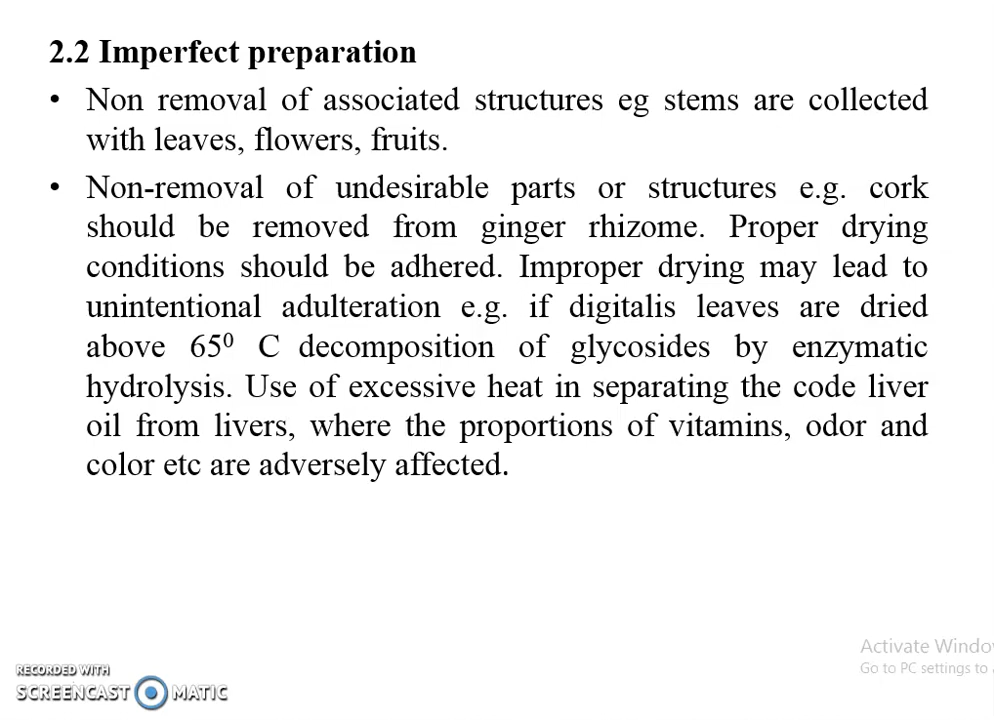 2.2 Imperfect preparation
• Non removal of associated structures eg stems are collected
with leaves, flowers, fruits.
• Non-removal of undesirable parts or structures e.g. cork
should be removed from ginger rhizome. Proper drying
conditions should be adhered. Improper drying may lead to
unintentional adulteration e.g. if digitalis leaves are dried
above 65⁰ C decomposition of glycosides by enzymatic
hydrolysis. Use of excessive heat in separating the code liver
oil from livers, where the proportions of vitamins, odor and
color etc are adversely affected.
Activate Windo
Go to PC settings to
RECORDED WITH
SCREENCAST MATIC